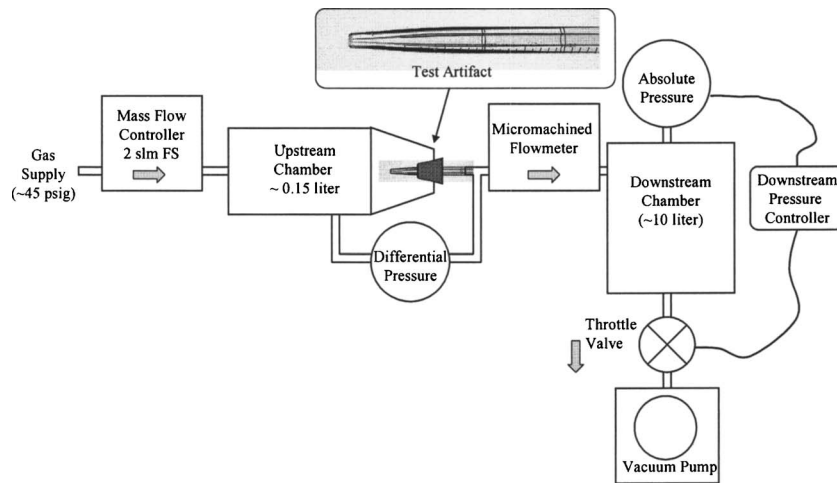 Test Artifact
Mass Flow
Controller
2 slm FS
Gas
Supply
(~45 psig)
Upstream
Chamber
~ 0.15 liter
Differential
Pressure
Micromachined
Flowmeter
Absolute
Pressure
Downstream
Chamber
(~10 liter)
Downstream
Pressure
Controller
Throttle
Valve
Vacuum Pump